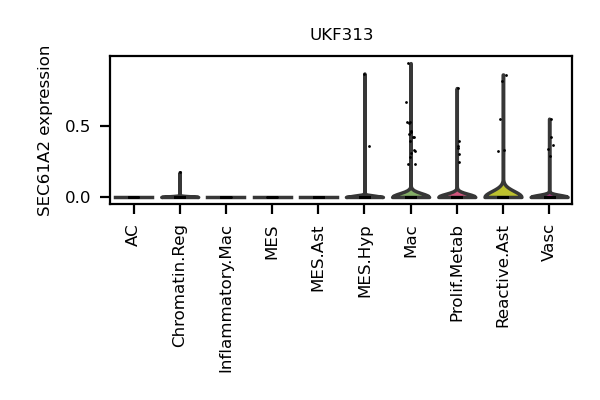 UKF313
SEC61A2 expression
0.5
0.0
AC
Chromatin.Reg
Inflammatory.Mac
MES
MES.Ast
MES.Hyp
Mac
Prolif.Metab
Reactive.Ast
Vasc